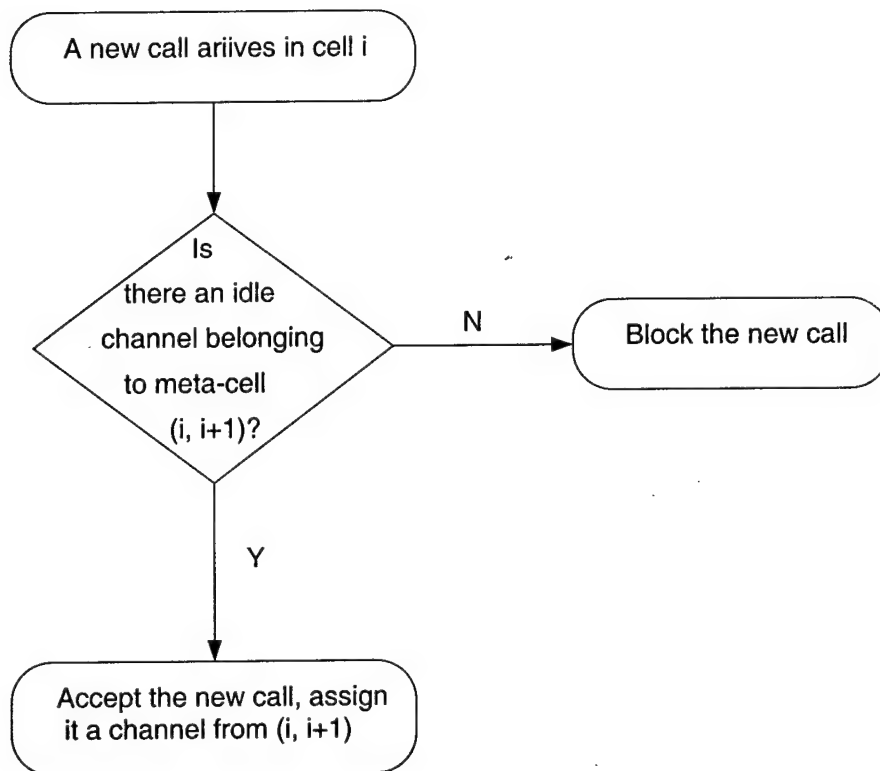 A new call ariives in cell i
Is
there an idle
channel belonging
to meta-cell
(i, i+1)?
N
Block the new call
Y
Accept the new call, assign
it a channel from (i, i+1)